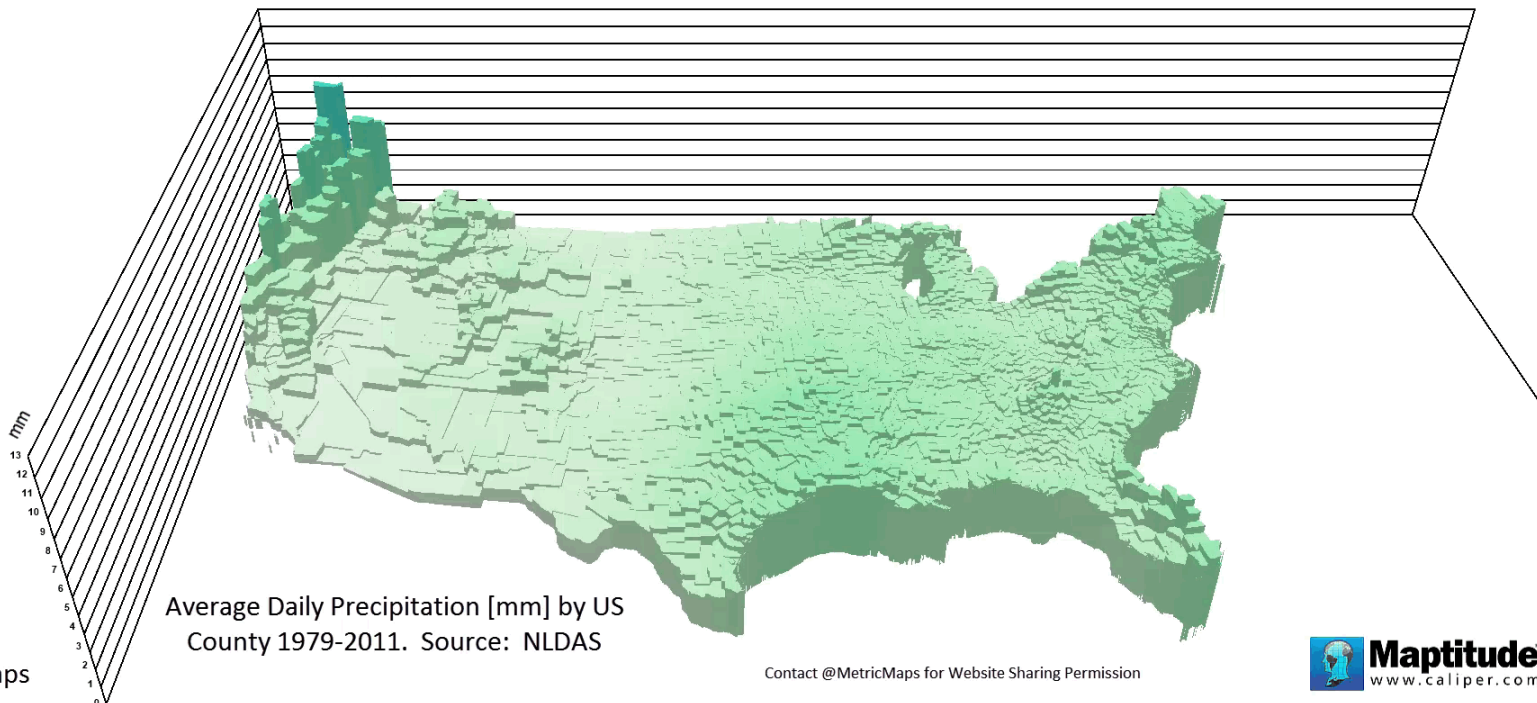 mm
13
12
11
10
9
8
7
6
5
4
3
2
1
0
Average Daily Precipitation [mm] by US
County 1979-2011.  Source:  NLDAS
Contact @MetricMaps for Website Sharing Permission
aps
Maptitude
www.caliper.com